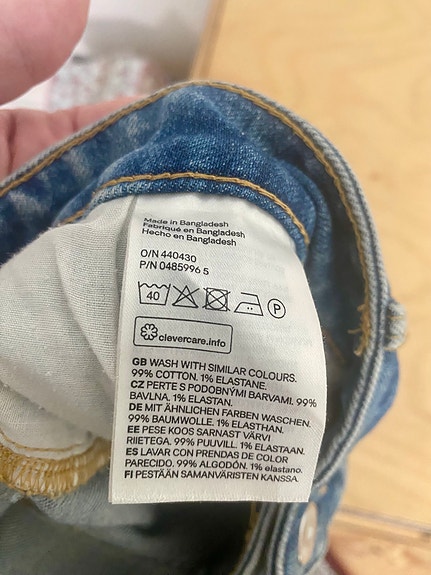 Made in Bangladesh
Fabriqué en Bangladesh
Hecho en Bangladesh
O/N 440430
P/N 0485996 5
40
P
clevercare.info
GB WASH WITH SIMILAR COLOURS.
99% COTTON. 1% ELASTANE.
CZ PERTE S PODOBNÝMI BARVAMI. 99%
BAVLNA. 1% ELASTAN.
DE MIT ÄHNLICHEN FARBEN WASCHEN.
99% BAUMWOLLE. 1% ELASTHAN.
EE PESE KOOS SARNAST VÄRVI
RIIETEGA. 99% PUUVILL. 1% ELASTAAN.
ES LAVAR CON PRENDAS DE COLOR
PARECIDO. 99% ALGODÓN. 1% elastano.
FI PESTÄÄN SAMANVÄRISTEN KANSSA.